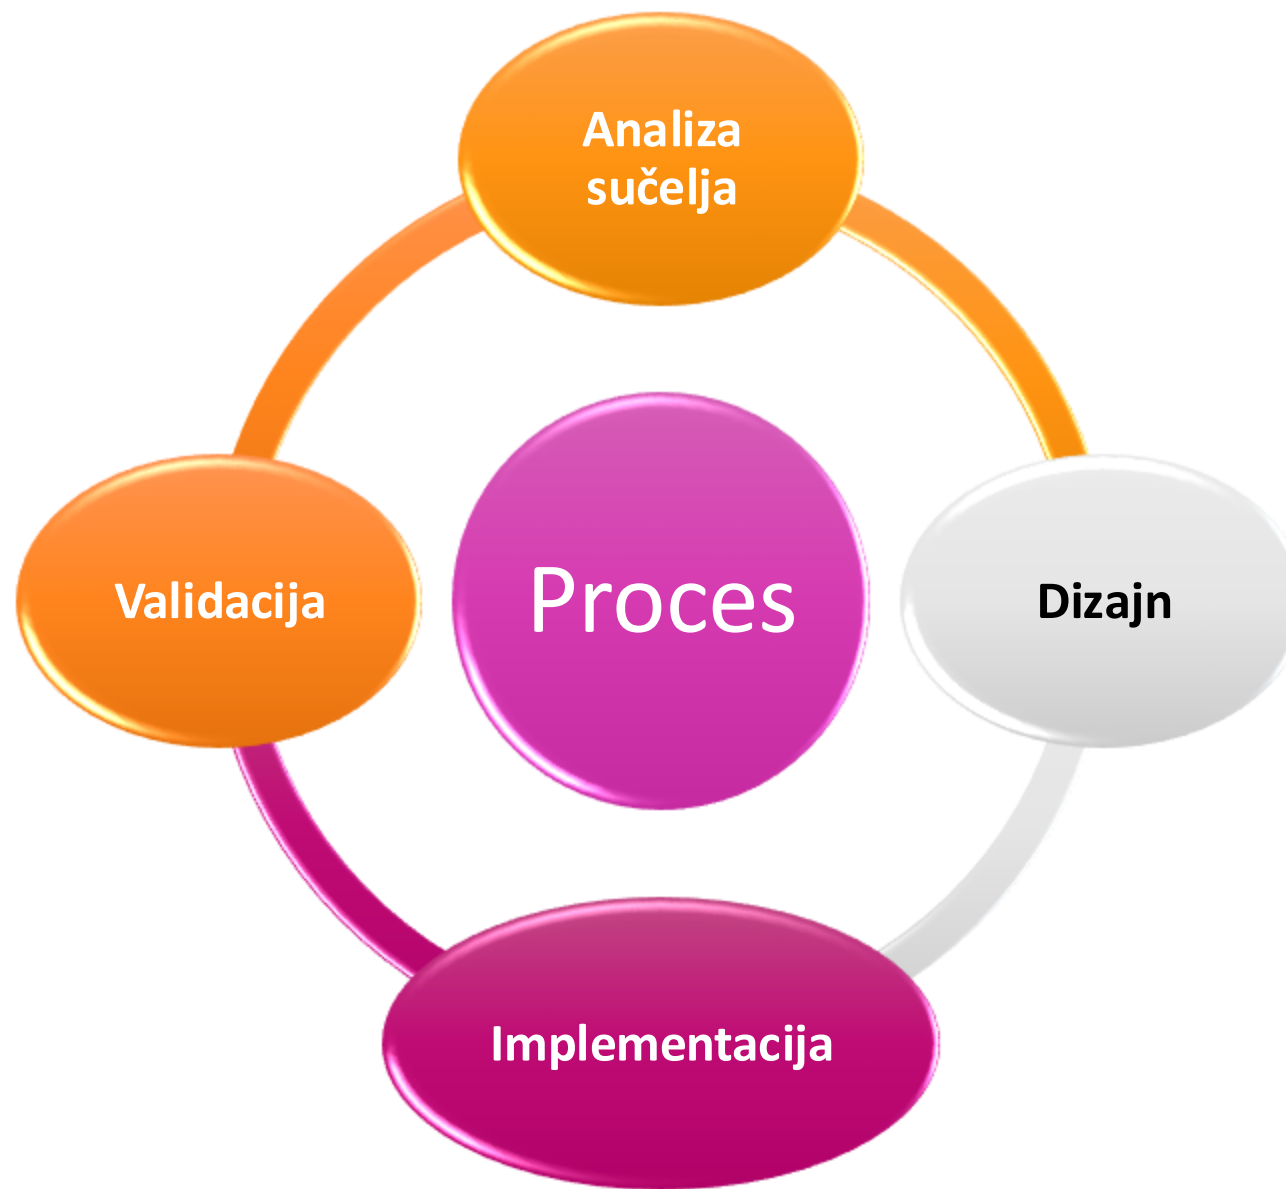 Analiza
sučelja
Validacija
Proces
Dizajn
Implementacija